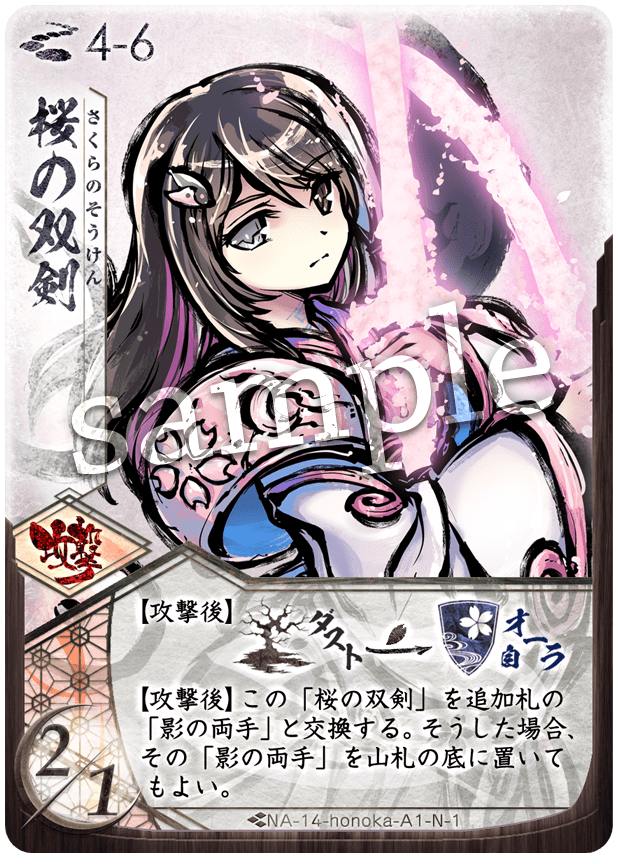 4-6
桜の双剣
さくらのそうけん
sample
攻撃
【攻撃後】
ダスト
オーラ
自
【攻撃後】この「桜の双剣」を追加札の
「影の両手」と交換する。そうした場合、
その「影の両手」を山札の底に置いて
もよい。
2/1
NA-14-honoka-A1-N-1